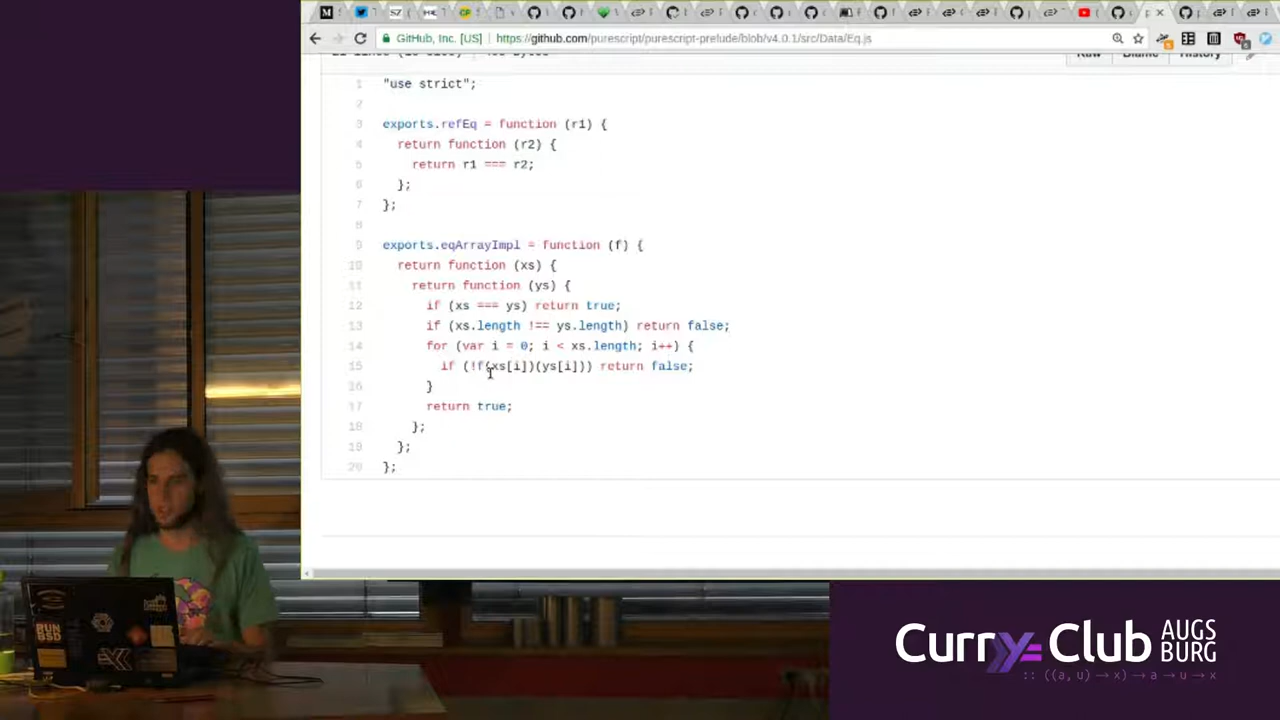 GitHub, Inc. [US] https://github.com/purescript/purescript-prelude/blob/v4.0.1/src/Data/Eq.js
Raw Blame History
1 "use strict";
2
3 exports.refEq = function (r1) {
4 return function (r2) {
5 return r1 === r2;
6 };
7 };
8
9 exports.eqArrayImpl = function (f) {
10 return function (xs) {
11 return function (ys) {
12 if (xs === ys) return true;
13 if (xs.length !== ys.length) return false;
14 for (var i = 0; i < xs.length; i++) {
15 if (!f(xs[i])(ys[i])) return false;
16 }
17 return true;
18 };
19 };
20 };
RUN
BSD
Curry Club AUGS
BURG
:: ((a, u) → x) → a → u → x